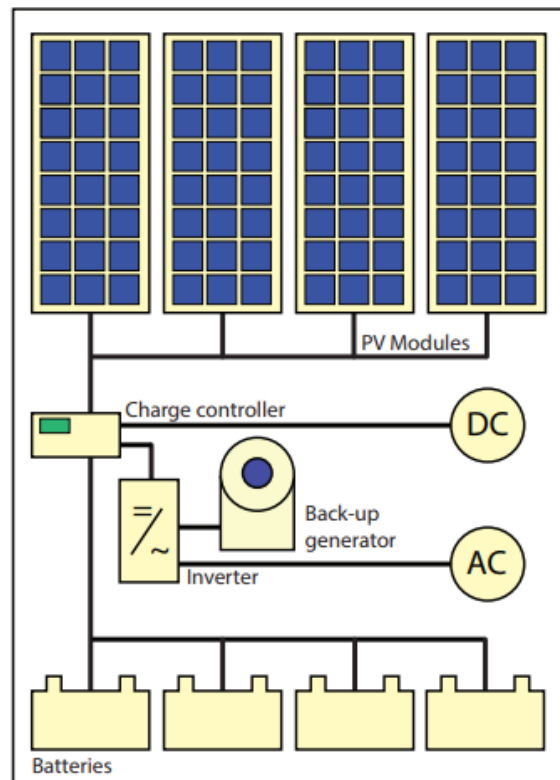 PV Modules
Charge controller
DC
Back-up
generator
=
~
AC
Inverter
Batteries